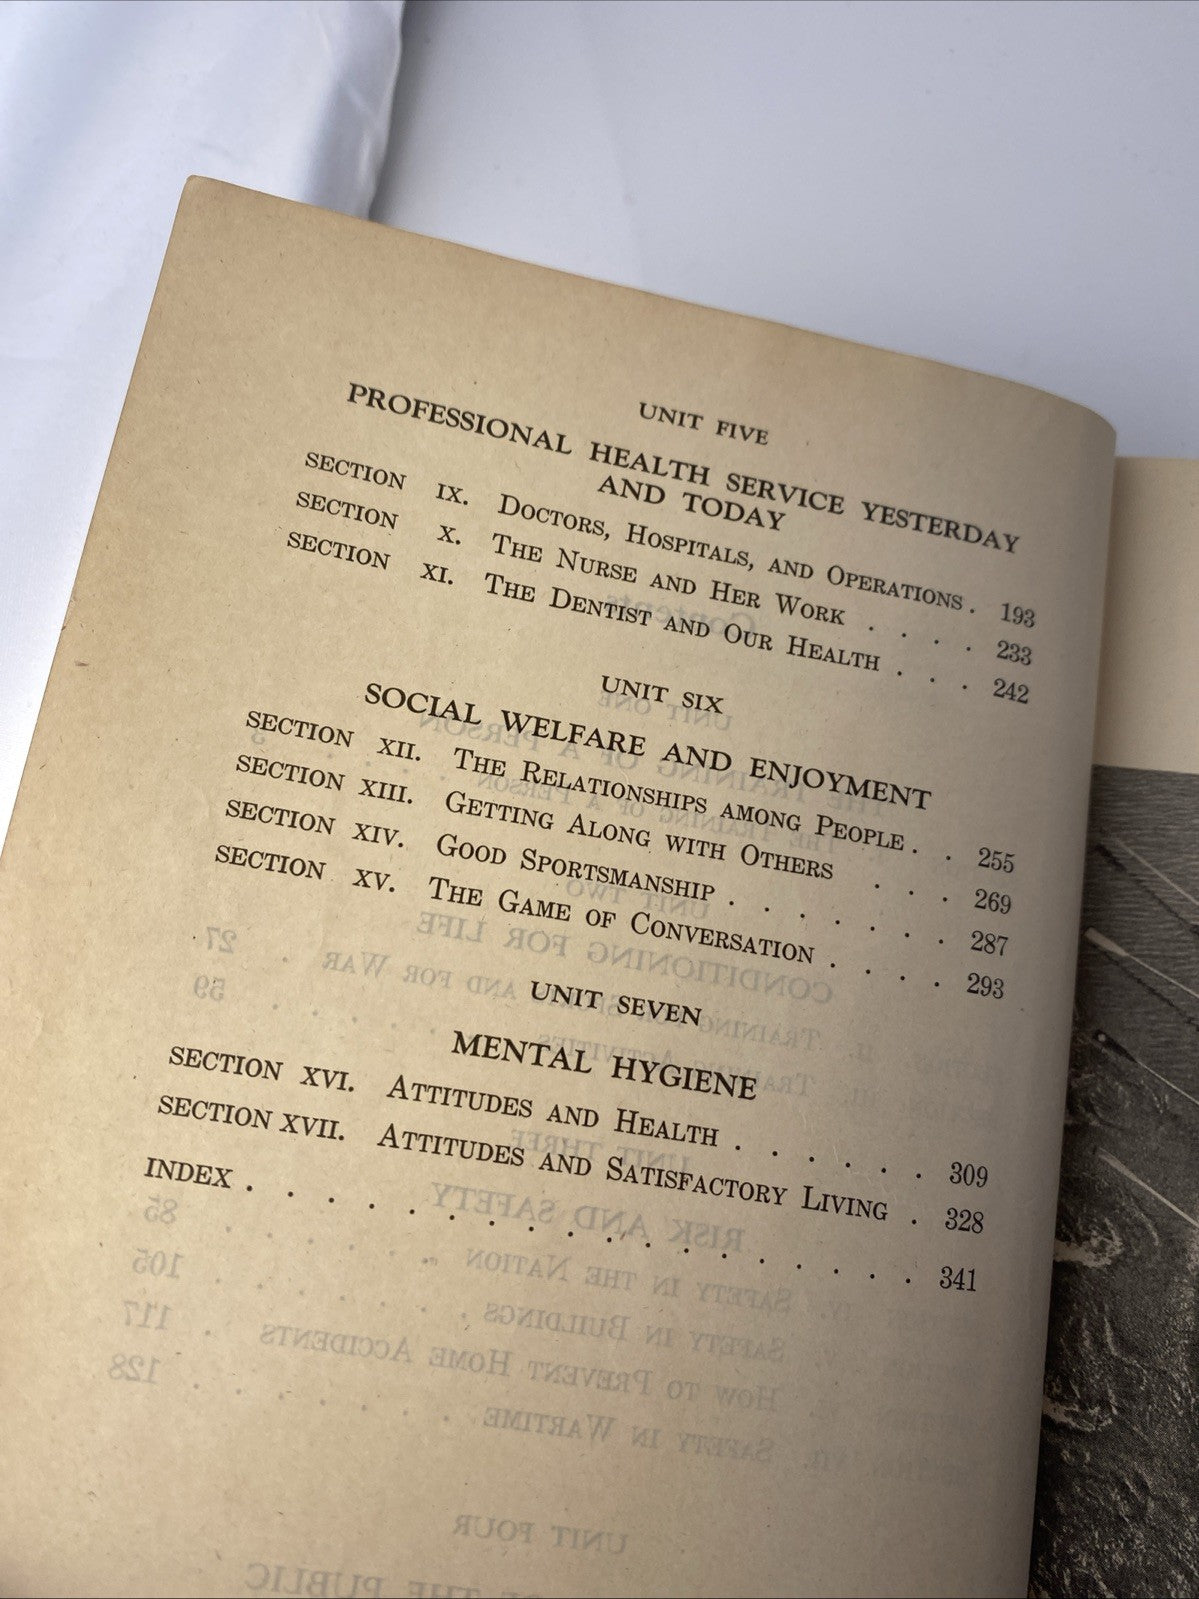 UNIT FIVE
PROFESSIONAL HEALTH SERVICE YESTERDAY
AND TODAY
SECTION IX. DOCTORS, HOSPITALS, AND OPERATIONS . 193
SECTION X. THE NURSE AND HER WORK . . . . 233
SECTION XI. THE DENTIST AND OUR HEALTH . . . 242
UNIT SIX
SOCIAL WELFARE AND ENJOYMENT
SECTION XII. THE RELATIONSHIPS AMONG PEOPLE . . 255
SECTION XIII. GETTING ALONG WITH OTHERS . . . 269
SECTION XIV. GOOD SPORTSMANSHIP . . . . . . 287
SECTION XV. THE GAME OF CONVERSATION . . . . 293
UNIT SEVEN
MENTAL HYGIENE
SECTION XVI. ATTITUDES AND HEALTH . . . . . . 309
SECTION XVII. ATTITUDES AND SATISFACTORY LIVING . 328
INDEX . . . . . . . . . . . . . . . . . 341